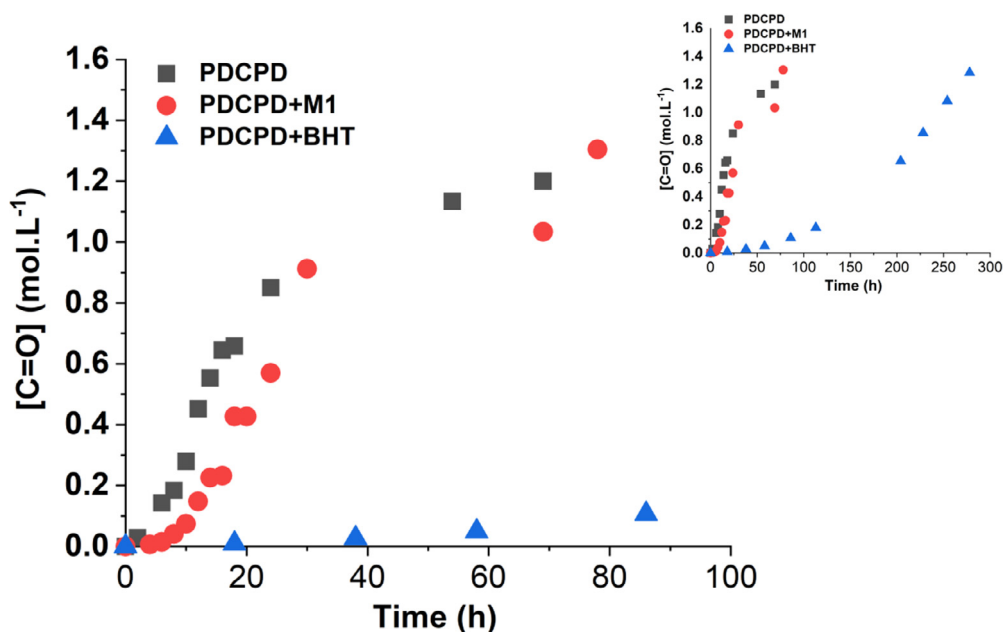 PDCPD
PDCPD+M1
PDCPD+BHT
[C=O] (mol.L⁻¹)
1.6
1.4
1.2
1.0
0.8
0.6
0.4
0.2
0.0
0 20 40 60 80 100
Time (h)
PDCPD
PDCPD+M1
PDCPD+BHT
[C=O] (mol.L⁻¹)
1.6
1.4
1.2
1.0
0.8
0.6
0.4
0.2
0.0
0 50 100 150 200 250 300
Time (h)